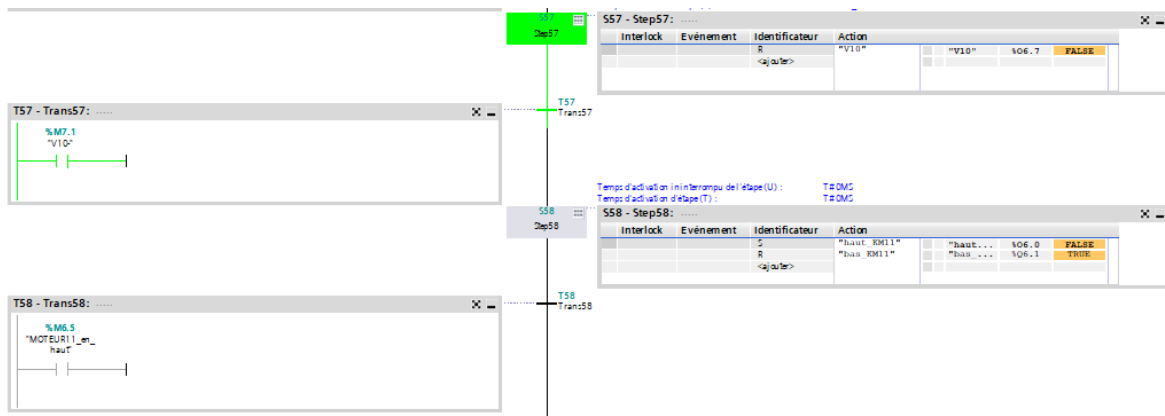 S57
Step57
S57 - Step57: .....
Interlock Evénement Identificateur Action
R "V10" "V10" %Q6.7 FALSE
<ajouter>
T57 - Trans57: .....
T57
Trans57
%M7.1
"V10-"
Temps d'activation ininterrompu de l'étape (U) : T#0MS
Temps d'activation d'étape (T) : T#0MS
S58
Step58
S58 - Step58: .....
Interlock Evénement Identificateur Action
S "haut_KM11" "haut... %Q6.0 FALSE
R "bas_KM11" "bas_... %Q6.1 TRUE
<ajouter>
T58 - Trans58: .....
T58
Trans58
%M6.5
"MOTEUR11_en_
haut"